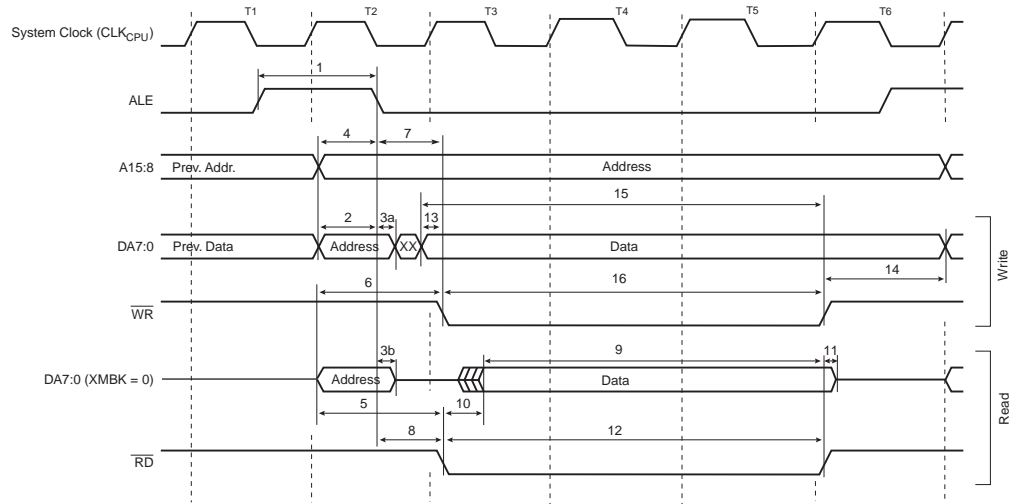 T1 T2 T3 T4 T5 T6
System Clock (CLKCPU)
1
ALE
4 7
A15:8 Prev. Addr. Address
15
2 3a 13
DA7:0 Prev. Data Address XX Data
14
6 16
WR
Write
3b 9 11
DA7:0 (XMBK = 0) Address Data
5 10
8 12
RD
Read